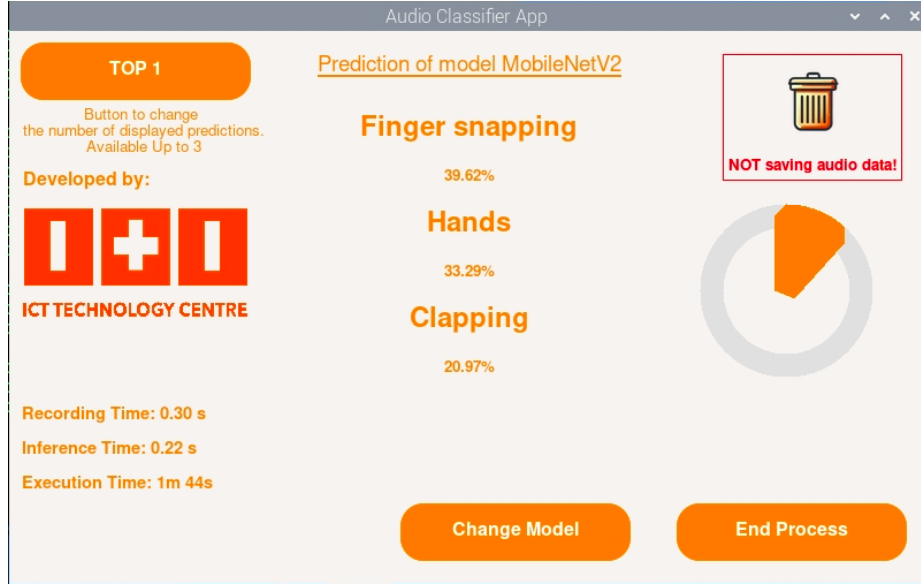 Audio Classifier App
TOP 1
Button to change
the number of displayed predictions.
Available Up to 3
Developed by:
ICT TECHNOLOGY CENTRE
Recording Time: 0.30 s
Inference Time: 0.22 s
Execution Time: 1m 44s
Prediction of model MobileNetV2
Finger snapping
39.62%
Hands
33.29%
Clapping
20.97%
NOT saving audio data!
Change Model
End Process